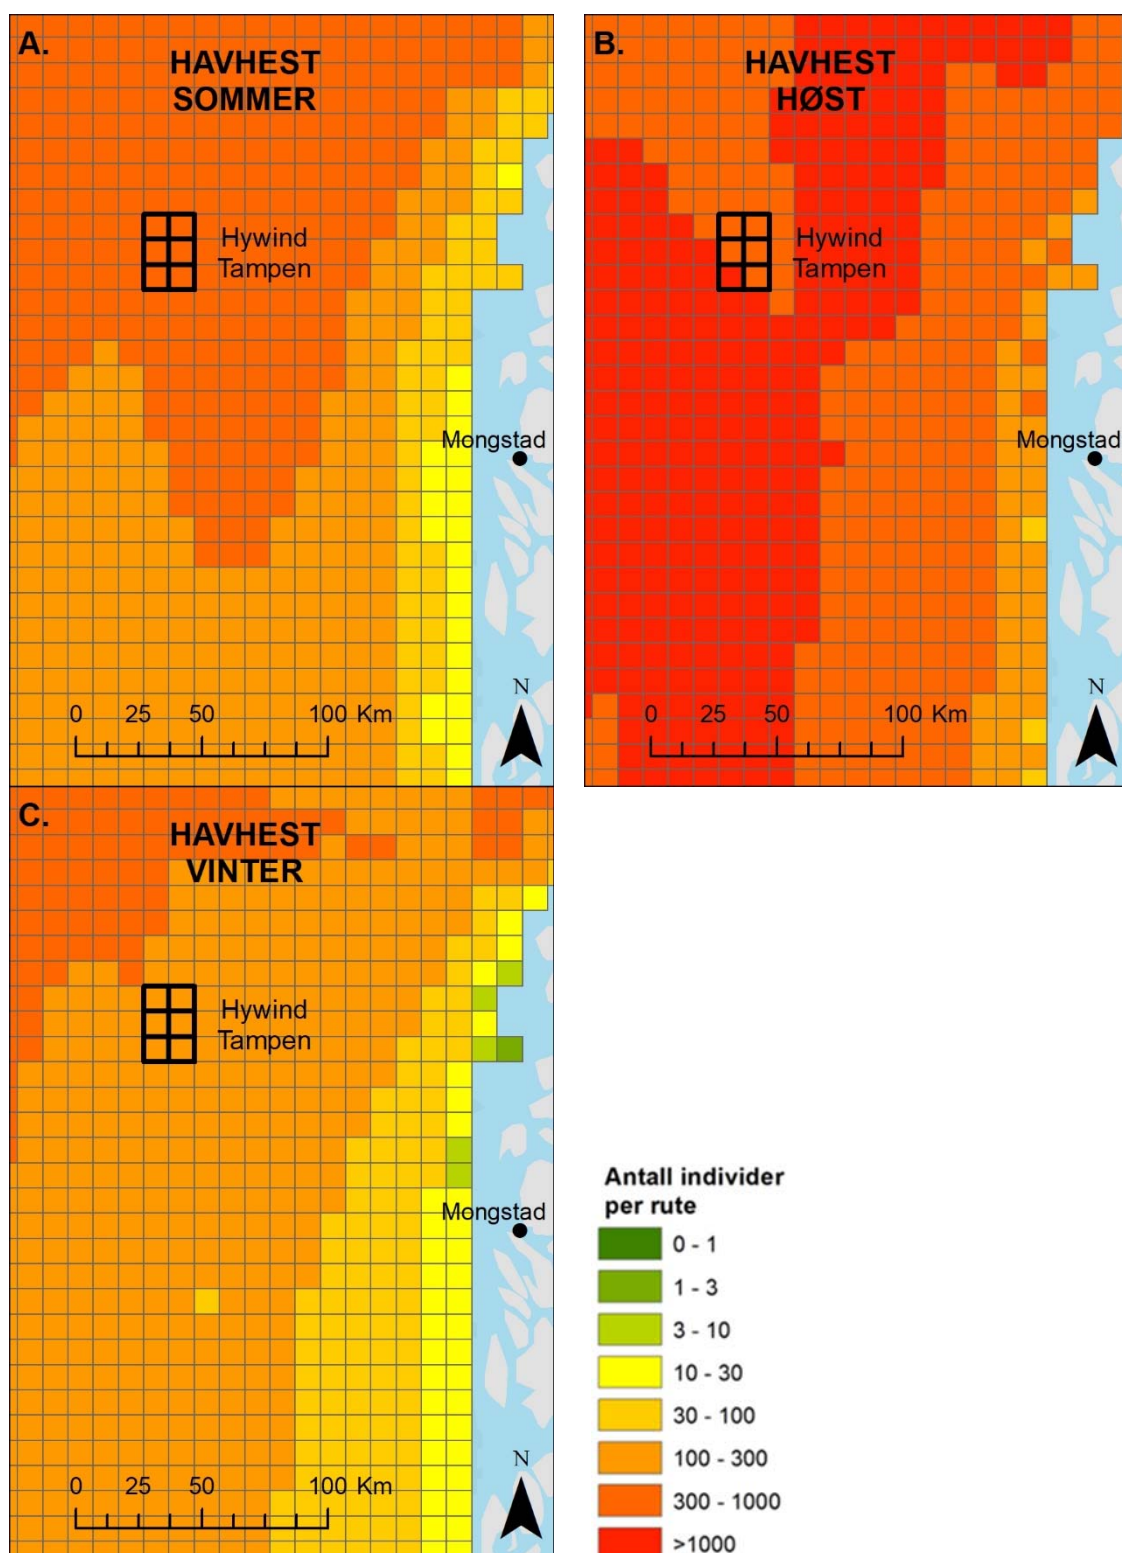 A.
HAVHEST
SOMMER
Hywind
Tampen
Mongstad
0 25 50 100 Km
N
B.
HAVHEST
HØST
Hywind
Tampen
Mongstad
0 25 50 100 Km
N
C.
HAVHEST
VINTER
Hywind
Tampen
Mongstad
0 25 50 100 Km
N
Antall individer
per rute
0 - 1
1 - 3
3 - 10
10 - 30
30 - 100
100 - 300
300 - 1000
>1000